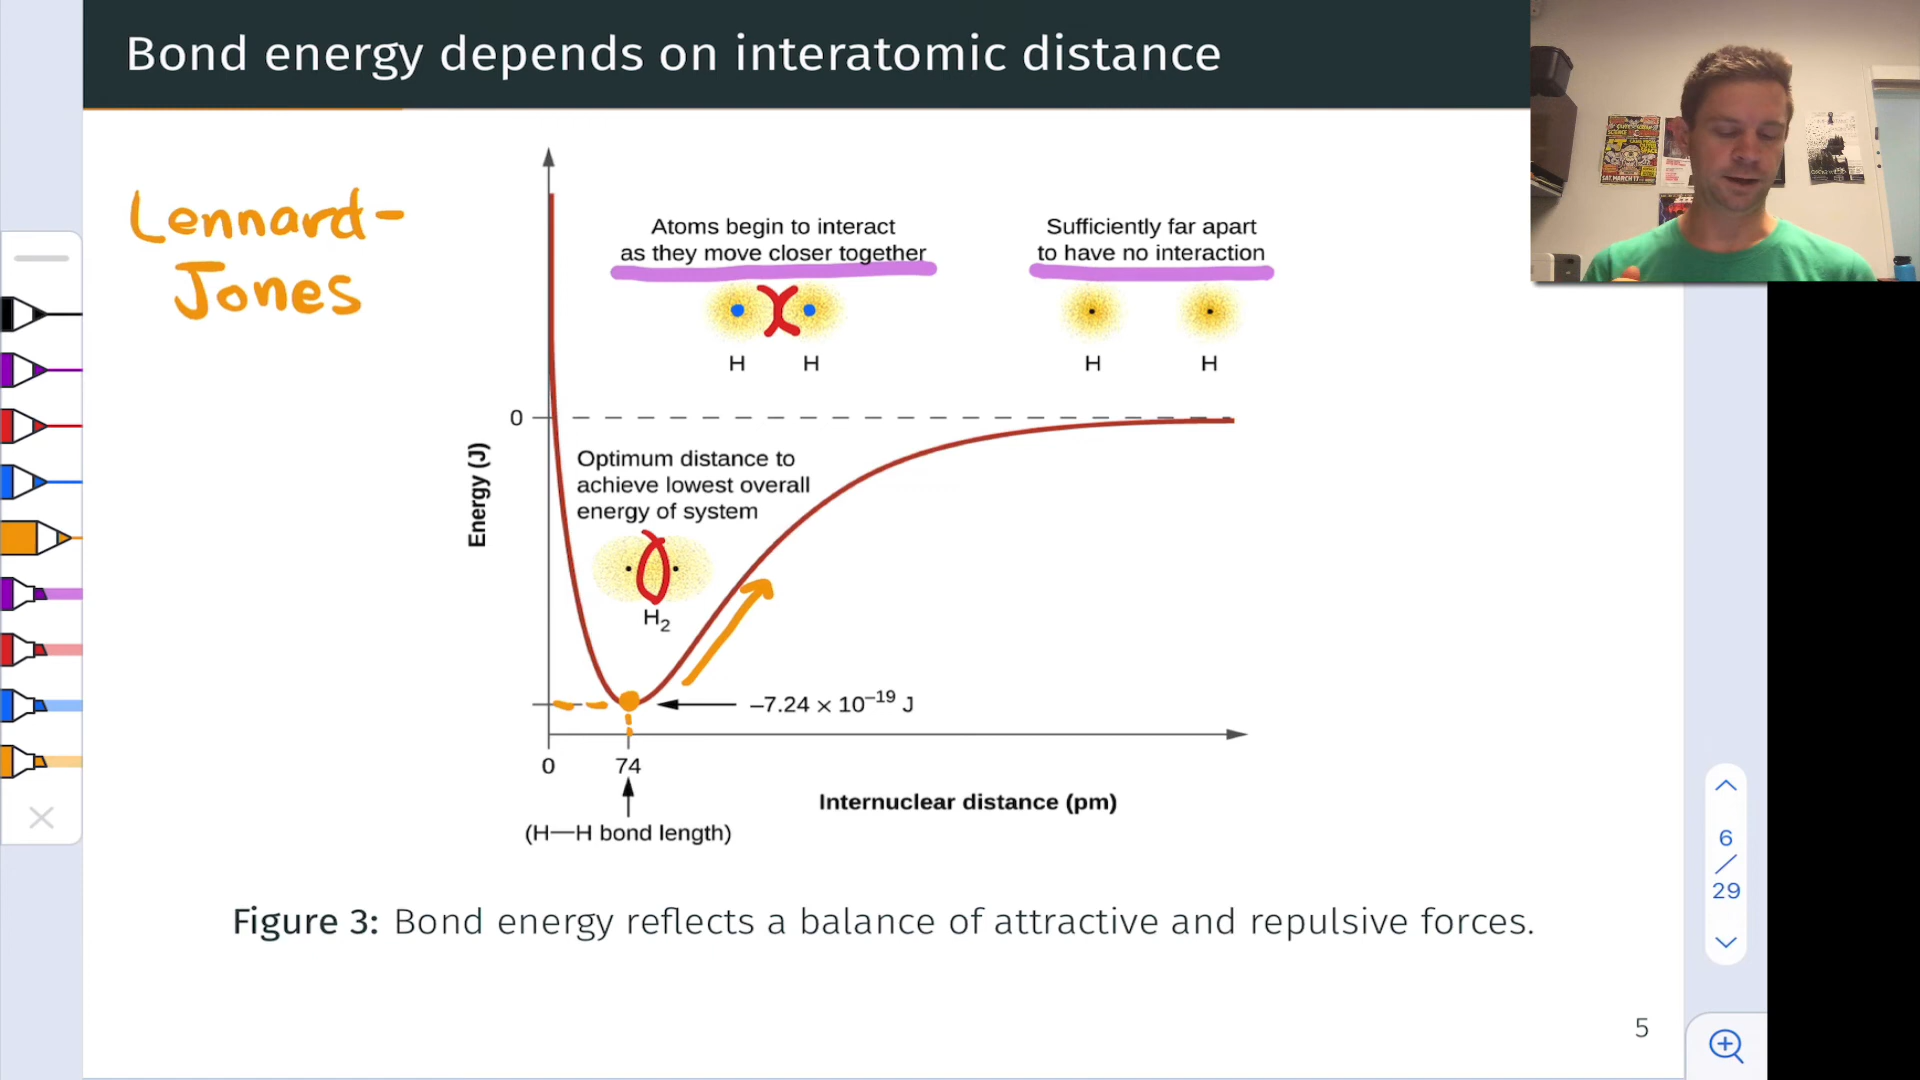 Bond energy depends on interatomic distance
Lennard-
Jones
Atoms begin to interact
as they move closer together
Sufficiently far apart
to have no interaction
H H
H H
0
Energy (J)
Optimum distance to
achieve lowest overall
energy of system
H₂
–7.24 × 10⁻¹⁹ J
0 74
Internuclear distance (pm)
(H—H bond length)
Figure 3: Bond energy reflects a balance of attractive and repulsive forces.
5
6
/
29